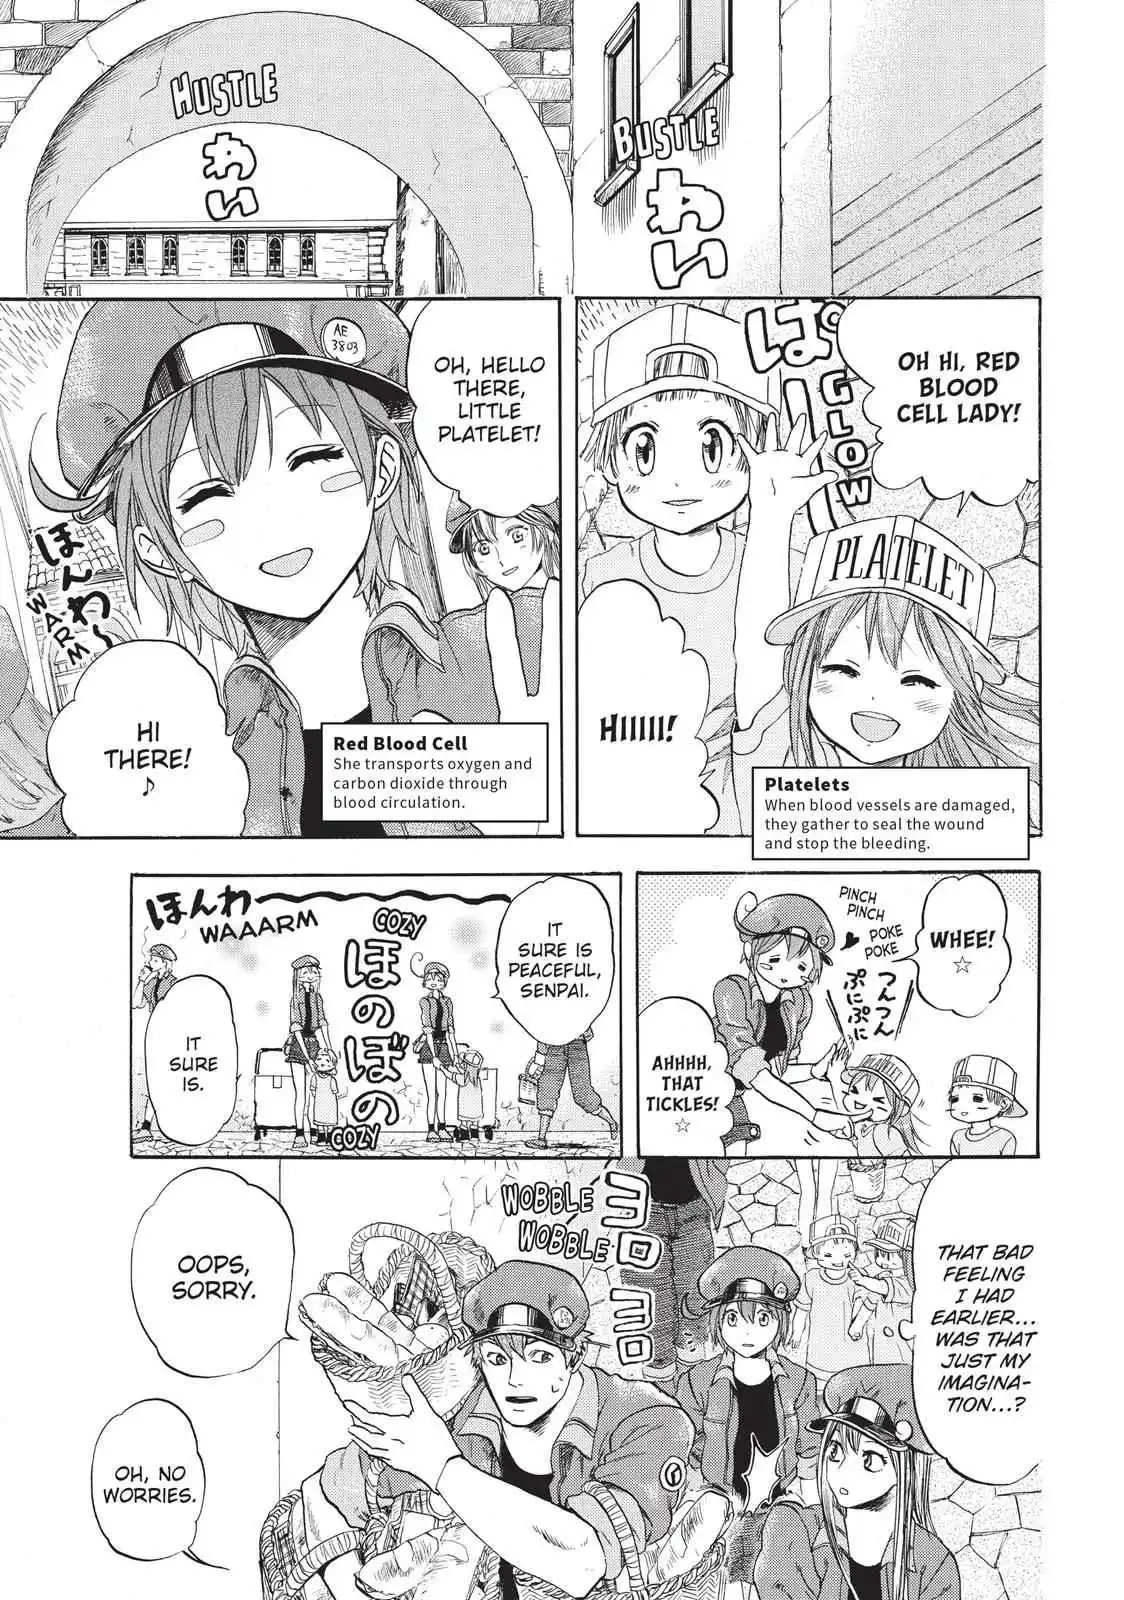 BUSTLE
わい
HUSTLE
わい
OH HI, RED
BLOOD
CELL LADY!
ぱーー
GLOW
PLATELET
HIIIII!
Platelets
When blood vessels are damaged,
they gather to seal the wound
and stop the bleeding.
AE
3803
OH, HELLO
THERE,
LITTLE
PLATELET!
ほんわ〜
WARM
HI
THERE!
♪
Red Blood Cell
She transports oxygen and
carbon dioxide through
blood circulation.
WHEE!
☆
PINCH
PINCH
POKE
POKE
つんつん
ぷにぷに
AHHHH,
THAT
TICKLES!
☆
IT
SURE IS
PEACEFUL,
SENPAI.
ほんわ〜
WAAARM
COZY
ほのぼの
COZY
IT
SURE
IS.
THAT BAD
FEELING
I HAD
EARLIER...
WAS THAT
JUST MY
IMAGINA-
TION...?
WOBBLE
WOBBLE
ヨロヨロ
OOPS,
SORRY.
OH, NO
WORRIES.